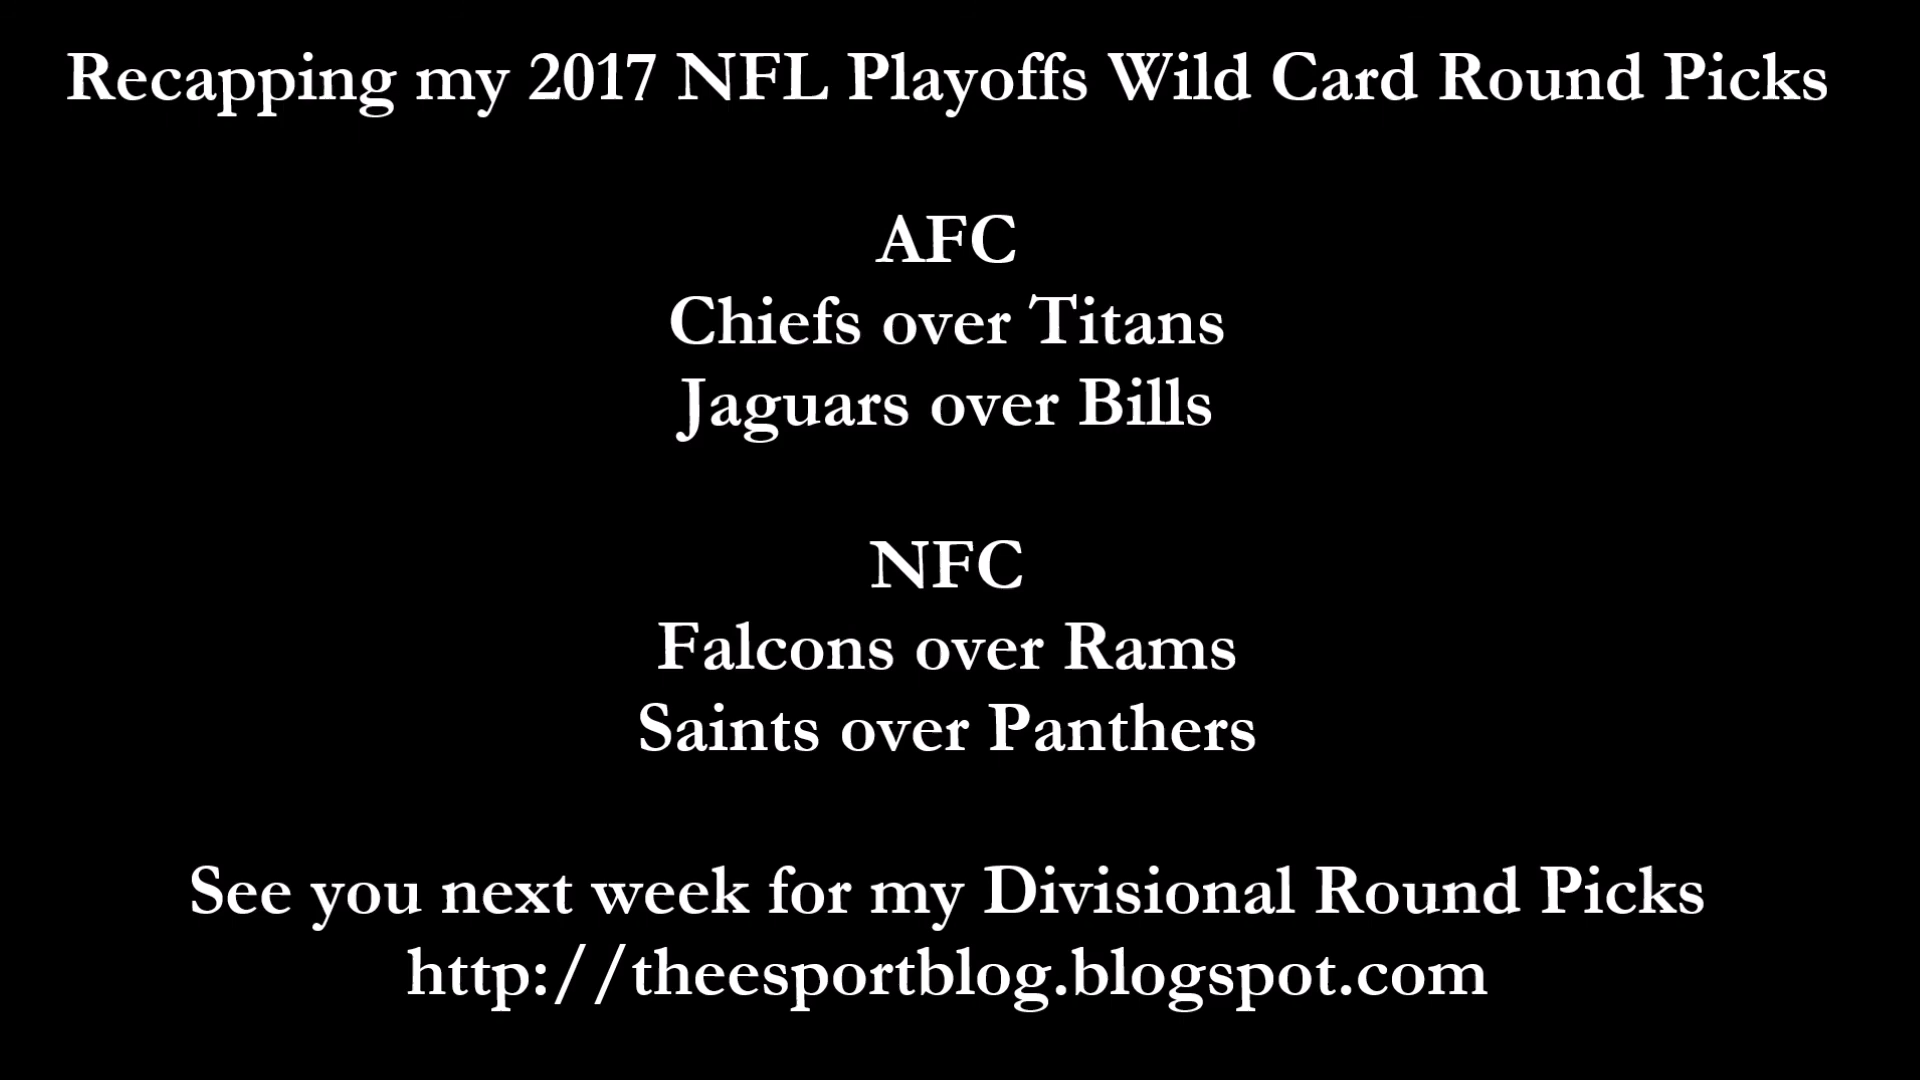 Recapping my 2017 NFL Playoffs Wild Card Round Picks
AFC
Chiefs over Titans
Jaguars over Bills
NFC
Falcons over Rams
Saints over Panthers
See you next week for my Divisional Round Picks
http://theesportblog.blogspot.com